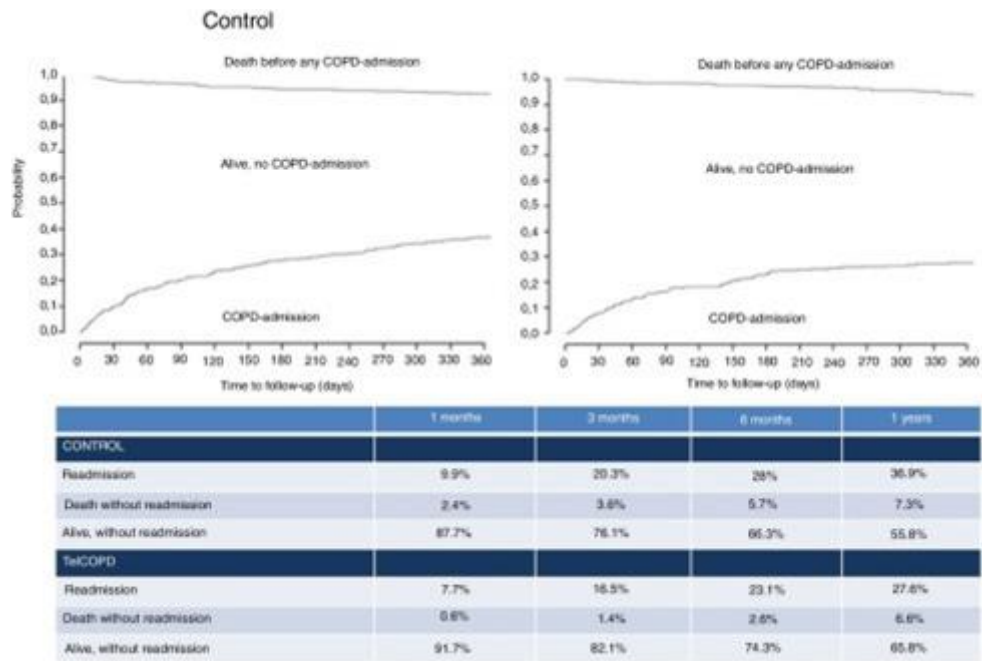 Control
Death before any COPD-admission
1,0
0,9
0,8
0,7
0,6
0,5
0,4
0,3
0,2
0,1
0,0
Probability
Alive, no COPD-admission
COPD-admission
0 30 60 90 120 150 180 210 240 270 300 330 360
Time to follow-up (days)
Death before any COPD-admission
1,0
0,9
0,8
0,7
0,6
0,5
0,4
0,3
0,2
0,1
0,0
Alive, no COPD-admission
COPD-admission
0 30 60 90 120 150 180 210 240 270 300 330 360
Time to follow-up (days)
1 months 3 months 6 months 1 years
CONTROL
Readmission 9.9% 20.3% 28% 36.9%
Death without readmission 2.4% 3.6% 5.7% 7.3%
Alive, without readmission 87.7% 76.1% 66.3% 55.8%
TelCOPD
Readmission 7.7% 16.5% 23.1% 27.6%
Death without readmission 0.6% 1.4% 2.6% 6.6%
Alive, without readmission 91.7% 82.1% 74.3% 65.8%